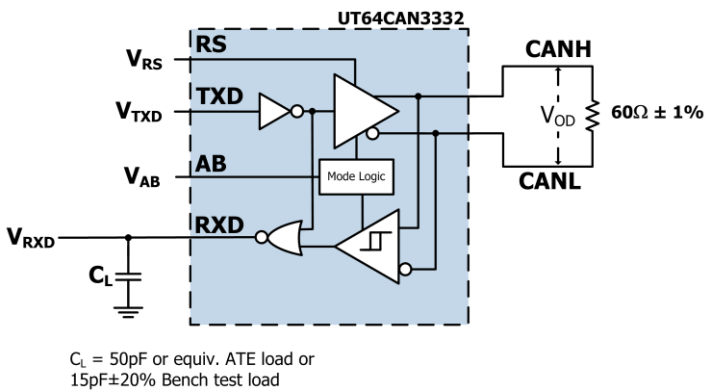 UT64CAN3332
RS
V_RS
CANH
TXD
V_TXD
V_OD
60Ω ± 1%
AB
V_AB
Mode Logic
CANL
RXD
V_RXD
C_L
C_L = 50pF or equiv. ATE load or
15pF±20% Bench test load